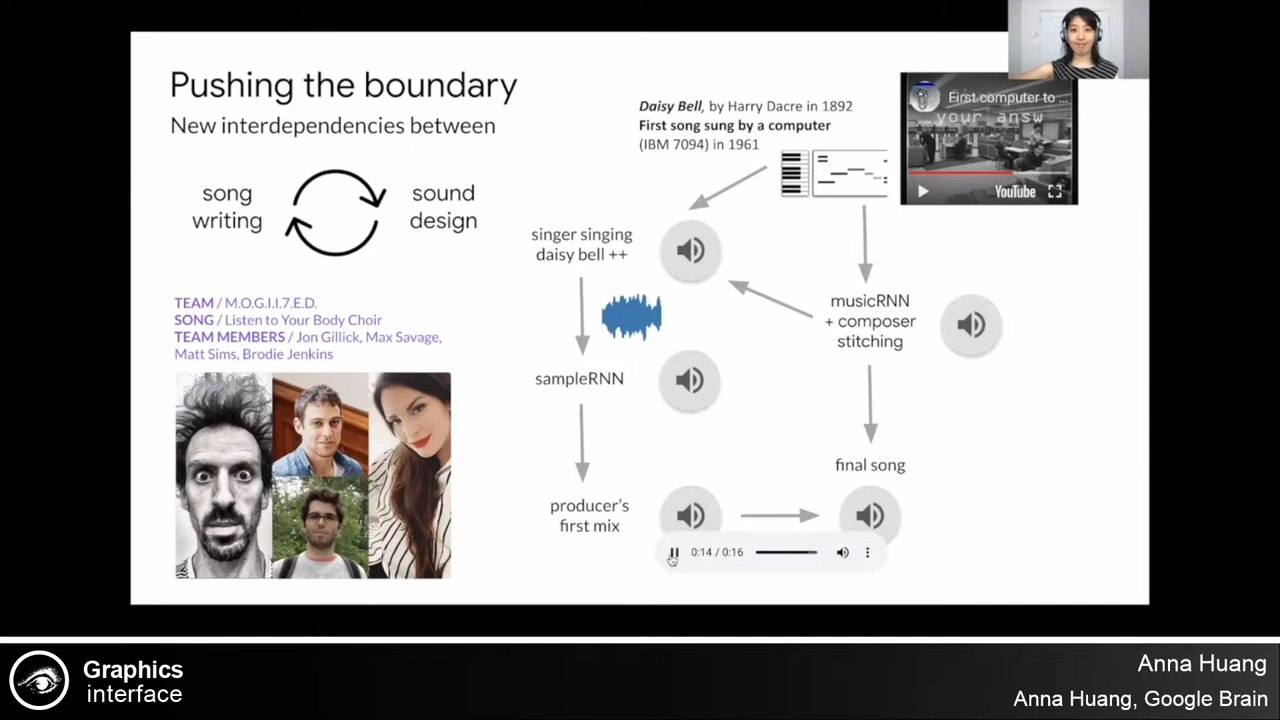 Pushing the boundary
New interdependencies between
song
writing
sound
design
TEAM / M.O.G.I.I.7.E.D.
SONG / Listen to Your Body Choir
TEAM MEMBERS / Jon Gillick, Max Savage,
Matt Sims, Brodie Jenkins
Daisy Bell, by Harry Dacre in 1892
First song sung by a computer
(IBM 7094) in 1961
First computer to ...
your answ
YouTube
singer singing
daisy bell ++
musicRNN
+ composer
stitching
sampleRNN
final song
producer's
first mix
0:14 / 0:16
Graphics
interface
Anna Huang
Anna Huang, Google Brain